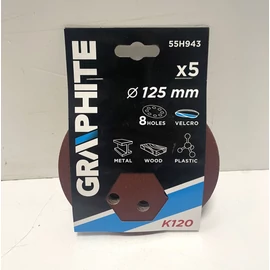 55H943
GRAPHITE
x5
Ø 125 mm
8 HOLES
VELCRO
METAL
WOOD
PLASTIC
K120